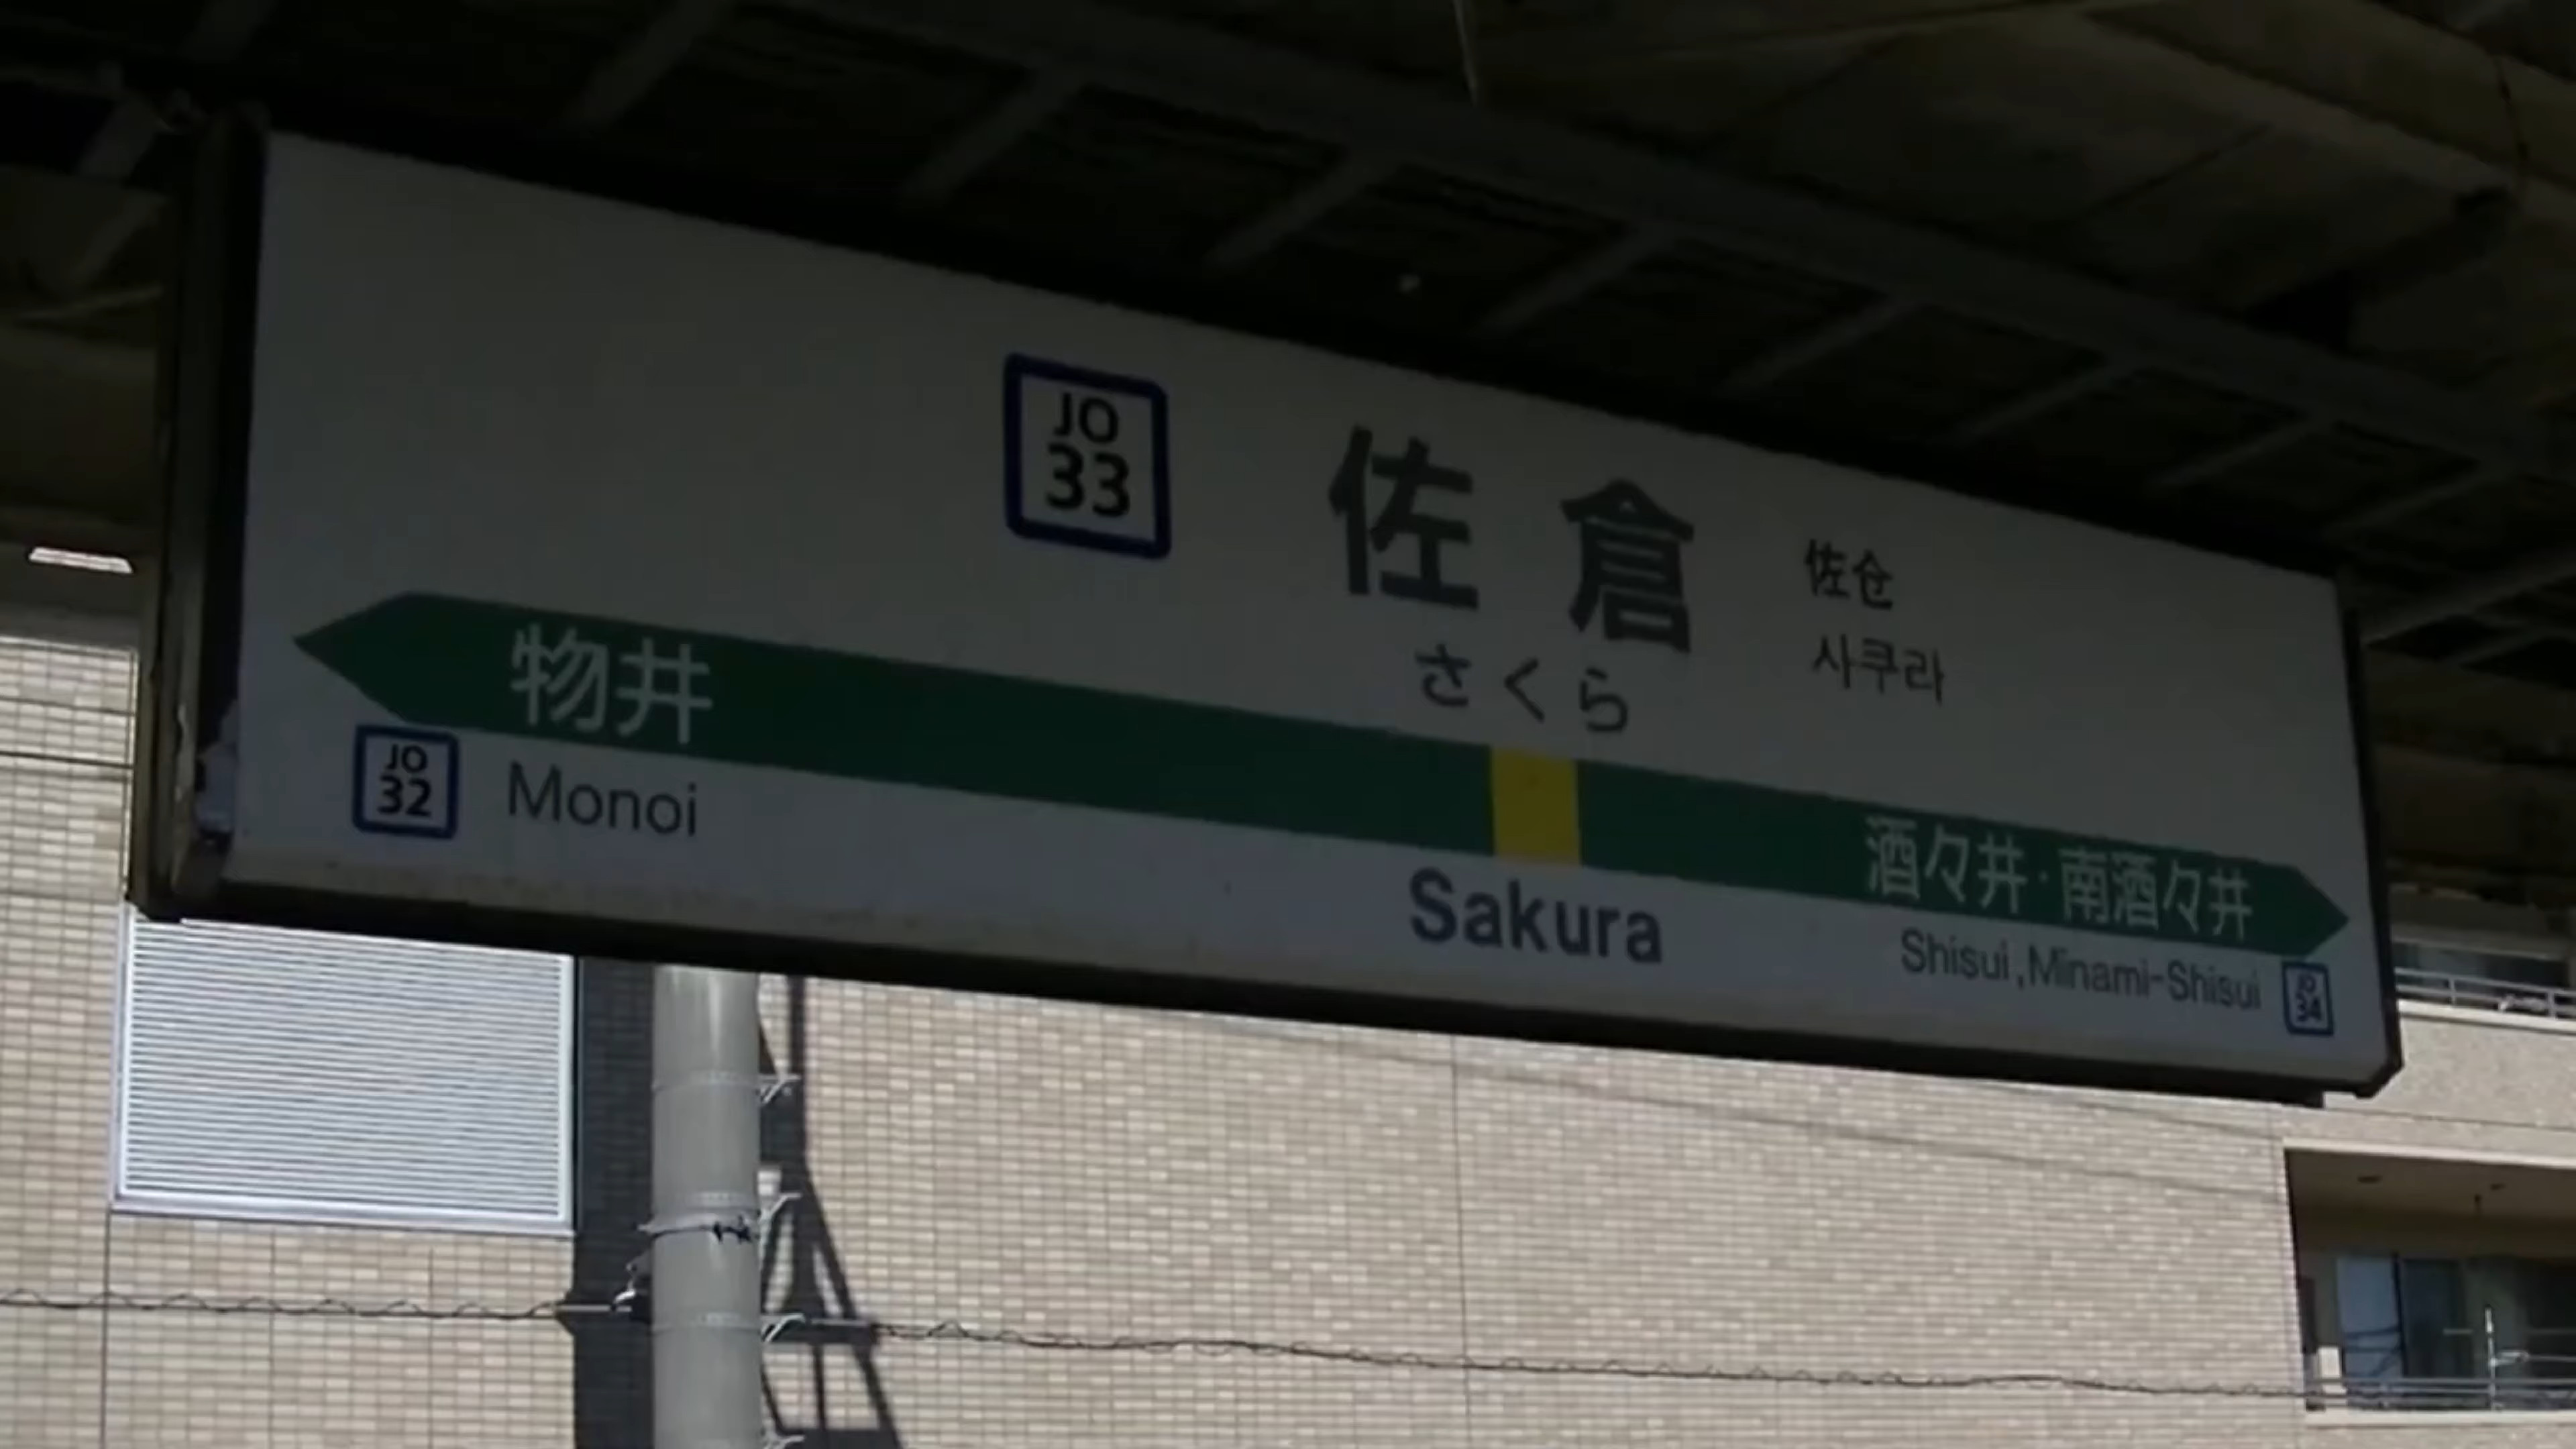 JO
33
佐倉
佐仓
さくら
사쿠라
物井
酒々井・南酒々井
JO
32
Monoi
Sakura
Shisui,Minami-Shisui
JO
34